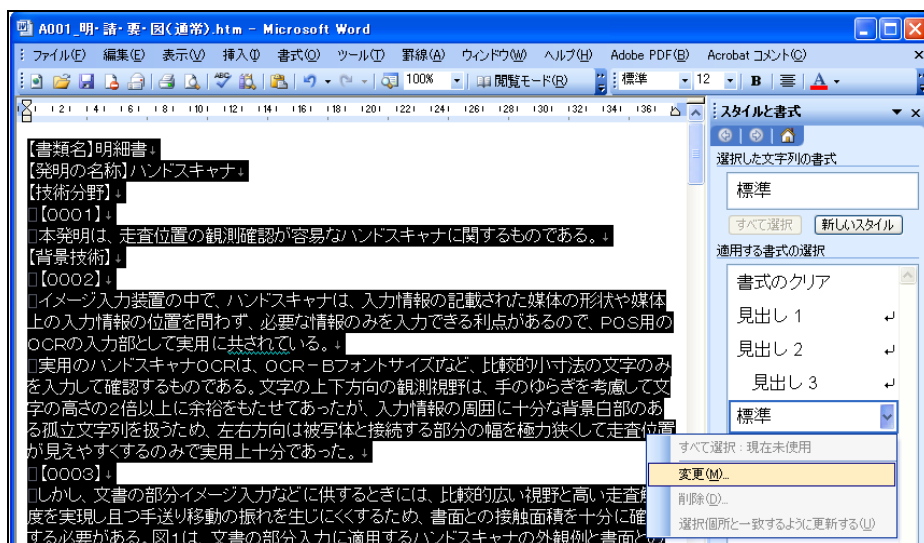 A001_明・請・要・図(通常).htm - Microsoft Word
ファイル(F) 編集(E) 表示(V) 挿入(I) 書式(O) ツール(T) 罫線(A) ウィンドウ(W) ヘルプ(H) Adobe PDF(B) Acrobat コメント(C)
100% 閲覧モード(R) 標準 12 B A
2 4 6 8 10 12 14 16 18 20 22 24 26 28 30 32 34 36
【書類名】明細書↓
【発明の名称】ハンドスキャナ↓
【技術分野】↓
□【0001】↓
□本発明は、走査位置の観測確認が容易なハンドスキャナに関するものである。↓
【背景技術】↓
□【0002】↓
□イメージ入力装置の中で、ハンドスキャナは、入力情報の記載された媒体の形状や媒体
上の入力情報の位置を問わず、必要な情報のみを入力できる利点があるので、POS用の
OCRの入力部として実用に共されている。↓
□実用のハンドスキャナOCRは、OCR-Bフォントサイズなど、比較的小寸法の文字のみ
を入力して確認するものである。文字の上下方向の観測視野は、手のゆらぎを考慮して文
字の高さの2倍以上に余裕をもたせてあったが、入力情報の周囲に十分な背景白部のあ
る孤立文字列を扱うため、左右方向は被写体と接続する部分の幅を極力狭くして走査位置
が見えやすくするのみで実用上十分であった。↓
□【0003】↓
□しかし、文書の部分イメージ入力などに供するときには、比較的広い視野と高い走査
度を実現し且つ手送り移動の振れを生じにくくするため、書面との接触面積を十分に確
する必要がある。図1は、文書の部分入力に適用するハンドスキャナの外観例と書面と
スタイルと書式
選択した文字列の書式
標準
すべて選択 新しいスタイル
適用する書式の選択
書式のクリア
見出し 1 ↵
見出し 2 ↵
見出し 3 ↵
標準
すべて選択 : 現在未使用
変更(M)...
削除(D)...
選択個所と一致するように更新する(U)